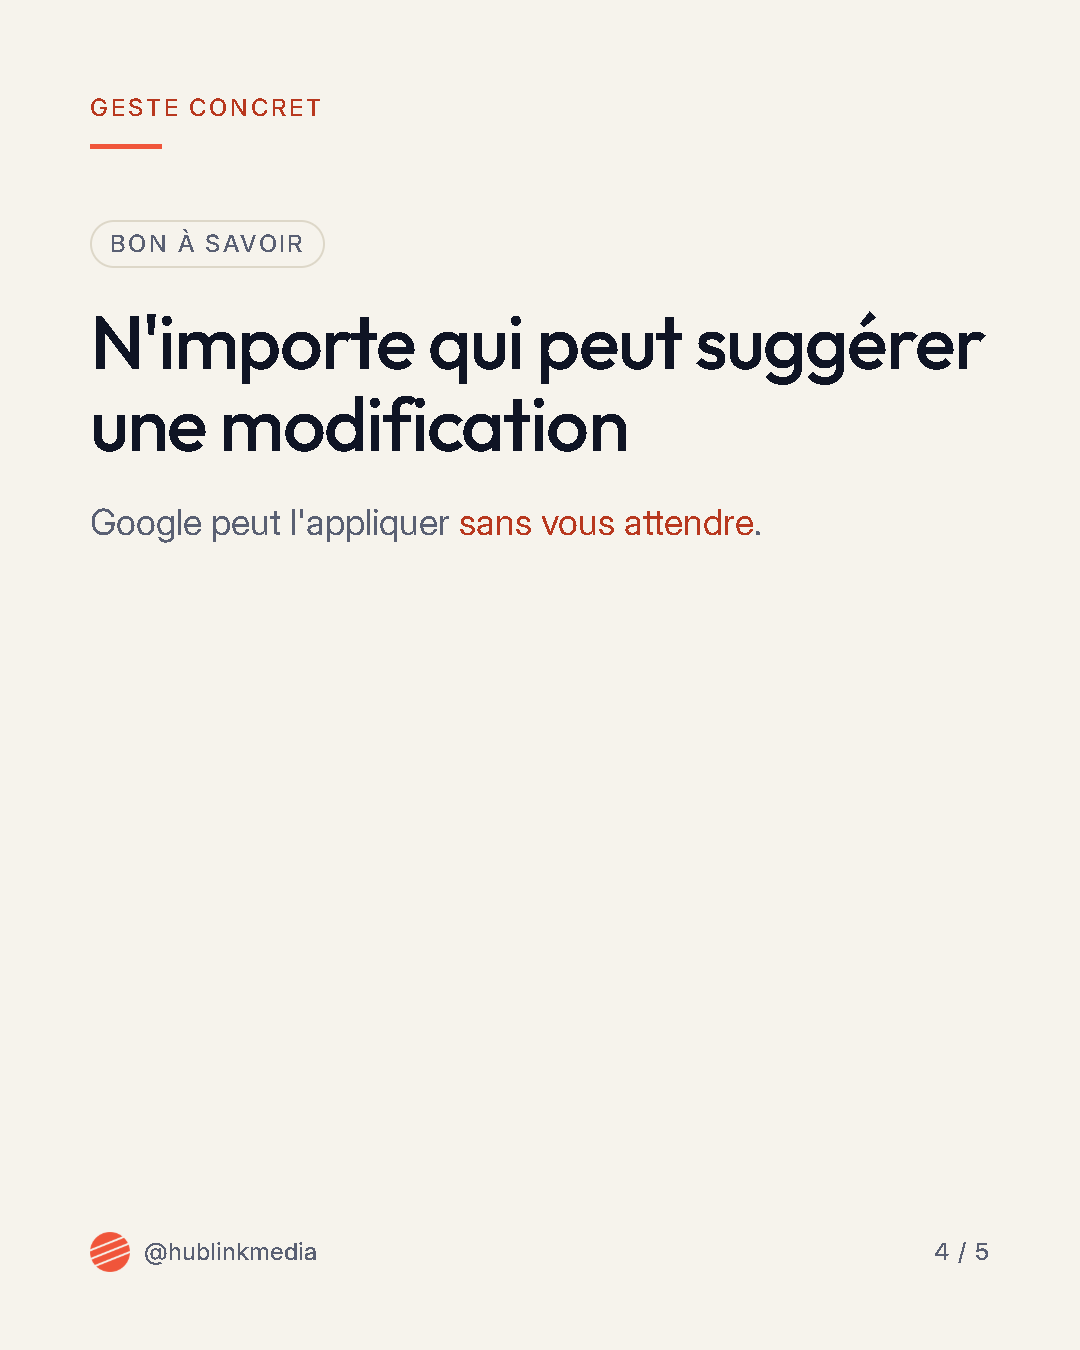 GESTE CONCRET
BON À SAVOIR
N'importe qui peut suggérer
une modification
Google peut l'appliquer sans vous attendre.
@hublinkmedia
4 / 5